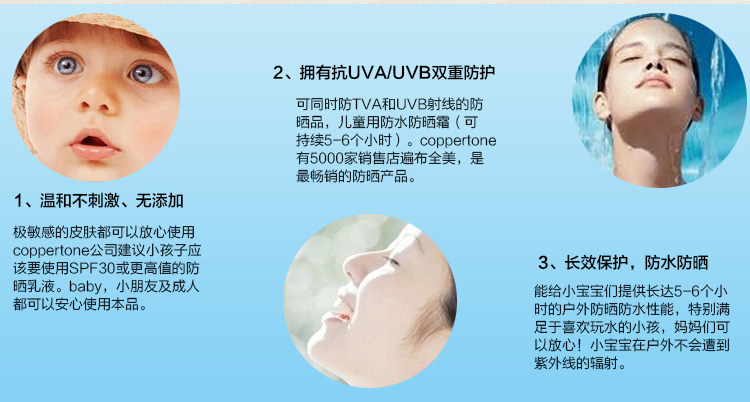 1、温和不刺激、无添加
极敏感的皮肤都可以放心使用
coppertone公司建议小孩子应
该要使用SPF30或更高值的防
晒乳液。baby，小朋友及成人
都可以安心使用本品。
2、拥有抗UVA/UVB双重防护
可同时防TVA和UVB射线的防
晒品，儿童用防水防晒霜（可
持续5-6个小时）。coppertone
有5000家销售店遍布全美，是
最畅销的防晒产品。
3、长效保护，防水防晒
能给小宝宝们提供长达5-6个小
时的户外防晒防水性能，特别满
足于喜欢玩水的小孩，妈妈们可
以放心！小宝宝在户外不会遭到
紫外线的辐射。